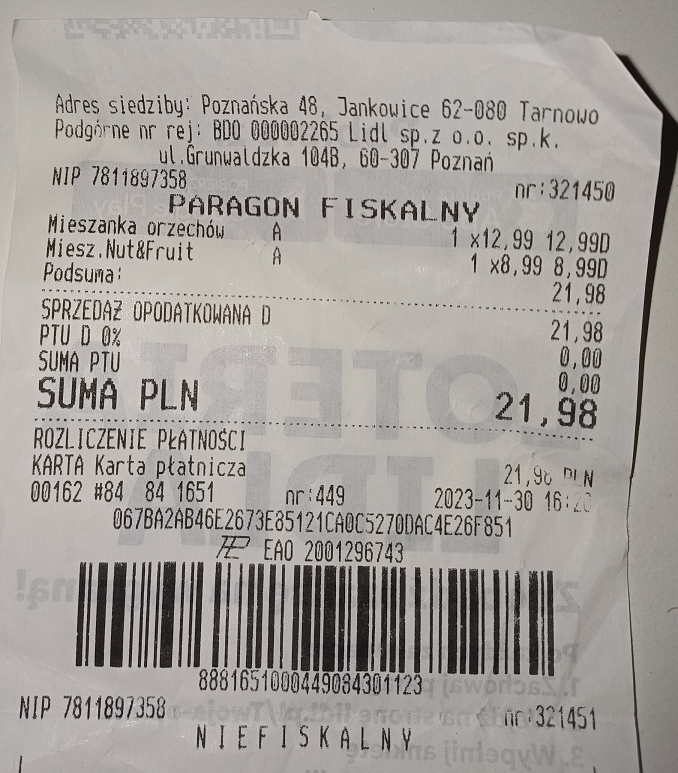 Adres siedziby: Poznańska 48, Jankowice 62-080 Tarnowo
Podgórne nr rej: BDO 000002265 Lidl sp.z o.o. sp.k.
ul.Grunwaldzka 104B, 60-307 Poznań
NIP 7811897358 nr:321450
PARAGON FISKALNY
Mieszanka orzechów A 1 x12,99 12,99D
Miesz.Nut&Fruit A 1 x8,99 8,99D
Podsuma: 21,98
SPRZEDAŻ OPODATKOWANA D 21,98
PTU D 0% 0,00
SUMA PTU 0,00
SUMA PLN 21,98
ROZLICZENIE PŁATNOŚCI
KARTA Karta płatnicza 21,98 PLN
00162 #84 84 1651 nr:449 2023-11-30
067BA2AB46E2673E85121CA0C5270DAC4E26F851
EAO 2001296743
8881651000449084301123
NIP 7811897358 nr:321451
NIEFISKALNY